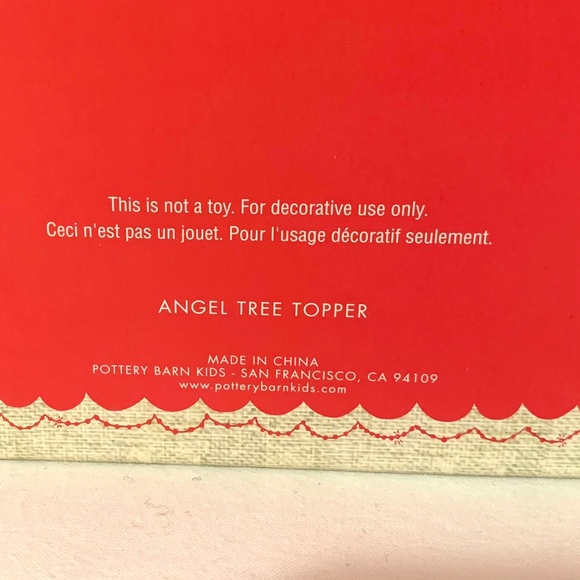 This is not a toy. For decorative use only.
Ceci n'est pas un jouet. Pour l'usage décoratif seulement.
ANGEL TREE TOPPER
MADE IN CHINA
POTTERY BARN KIDS - SAN FRANCISCO, CA 94109
www.potterybarnkids.com